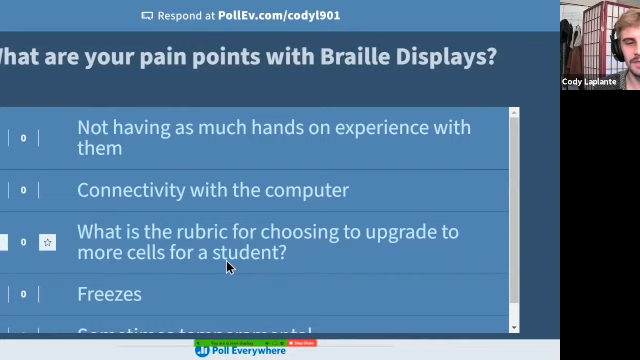 Respond at PollEv.com/codyl901
What are your pain points with Braille Displays?
Cody Laplante
0
Not having as much hands on experience with
them
0
Connectivity with the computer
0
What is the rubric for choosing to upgrade to
more cells for a student?
0
Freezes
Sometimes temperamental
Poll Everywhere